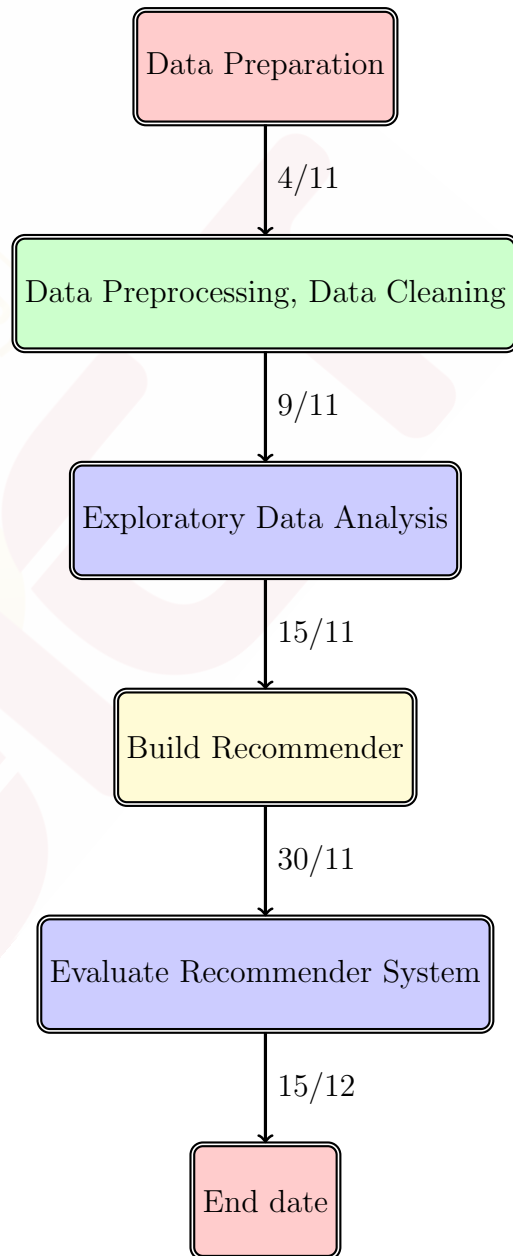 Data Preparation
4/11
Data Preprocessing, Data Cleaning
9/11
Exploratory Data Analysis
15/11
Build Recommender
30/11
Evaluate Recommender System
15/12
End date